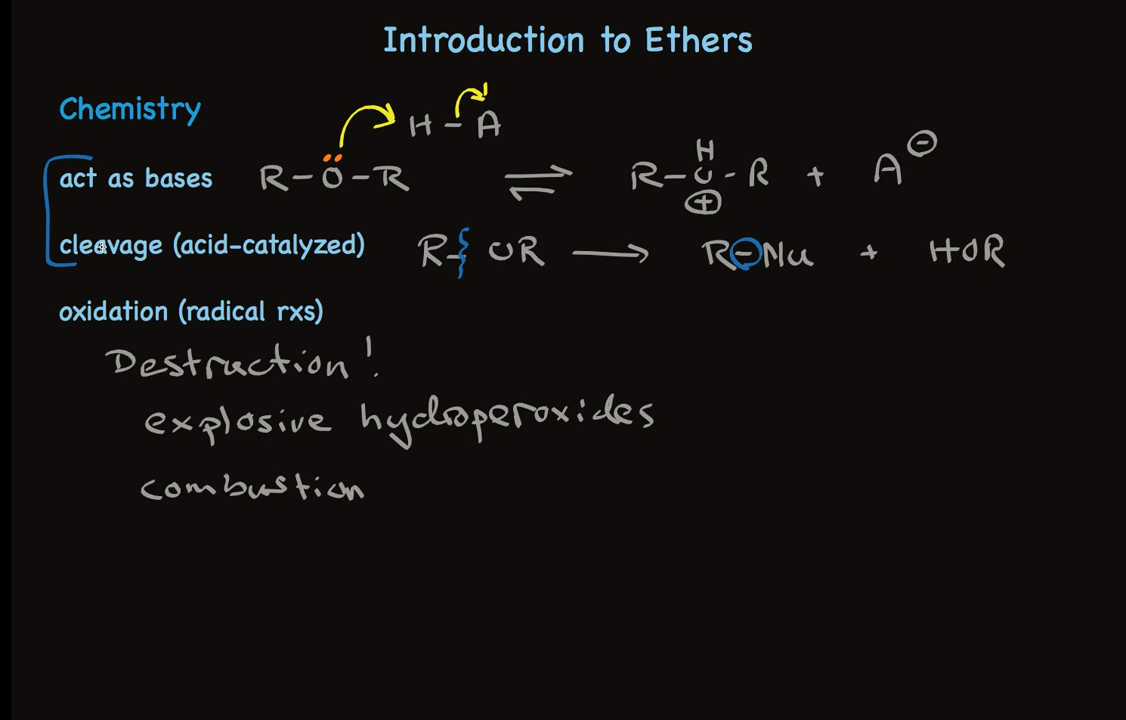 Introduction to Ethers
Chemistry
H - A
act as bases R-O-R ⇌ R-O-R + A⊖
H
⊕
cleavage (acid-catalyzed) R-} OR → R-Nu + HOR
oxidation (radical rxs)
Destruction!
explosive hydroperoxides
combustion